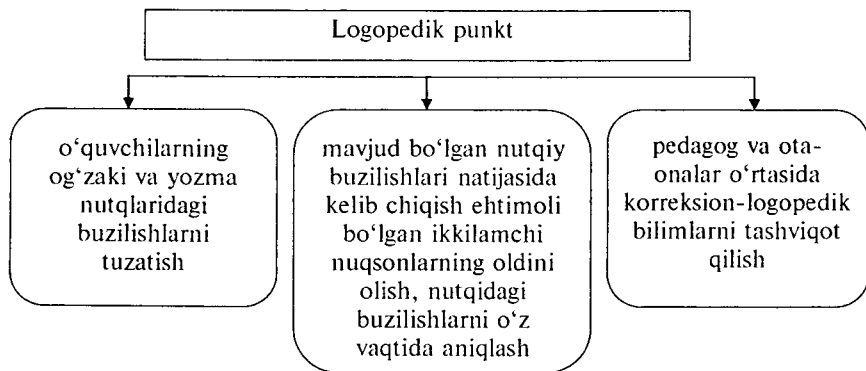 Logopedik punkt
o‘quvchilarning
og‘zaki va yozma
nutqlaridagi
buzilishlarni
tuzatish
mavjud bo‘lgan nutqiy
buzilishlari natijasida
kelib chiqish ehtimoli
bo‘lgan ikkilamchi
nuqsonlarning oldini
olish, nutqidagi
buzilishlarni o‘z
vaqtida aniqlash
pedagog va ota-
onalar o‘rtasida
korreksion-logopedik
bilimlarni tashviqot
qilish